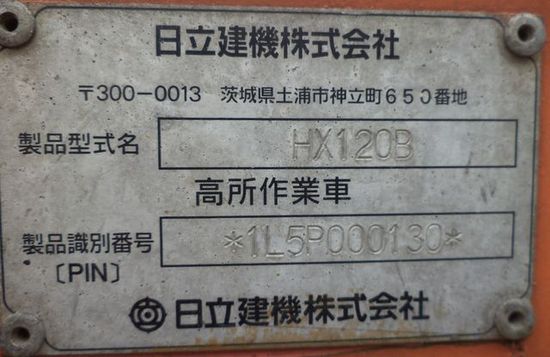 日立建機株式会社
〒300-0013 茨城県土浦市神立町650番地
製品型式名 HX120B
高所作業車
製品識別番号 *1L5P000130*
〔PIN〕
日立建機株式会社